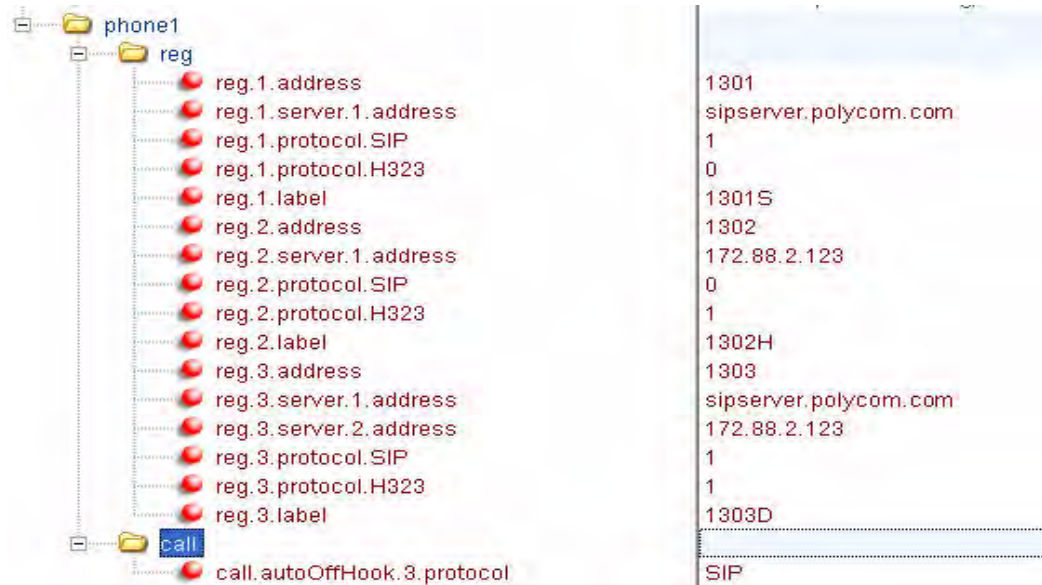 phone1
reg
reg.1.address 1301
reg.1.server.1.address sipserver.polycom.com
reg.1.protocol.SIP 1
reg.1.protocol.H323 0
reg.1.label 1301S
reg.2.address 1302
reg.2.server.1.address 172.88.2.123
reg.2.protocol.SIP 0
reg.2.protocol.H323 1
reg.2.label 1302H
reg.3.address 1303
reg.3.server.1.address sipserver.polycom.com
reg.3.server.2.address 172.88.2.123
reg.3.protocol.SIP 1
reg.3.protocol.H323 1
reg.3.label 1303D
call
call.autoOffHook.3.protocol SIP